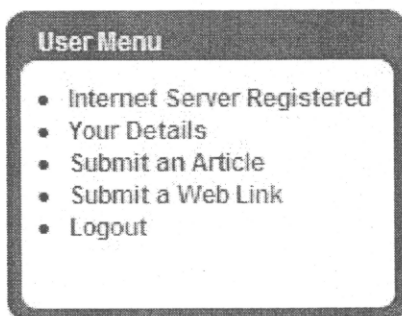 User Menu
Internet Server Registered
Your Details
Submit an Article
Submit a Web Link
Logout